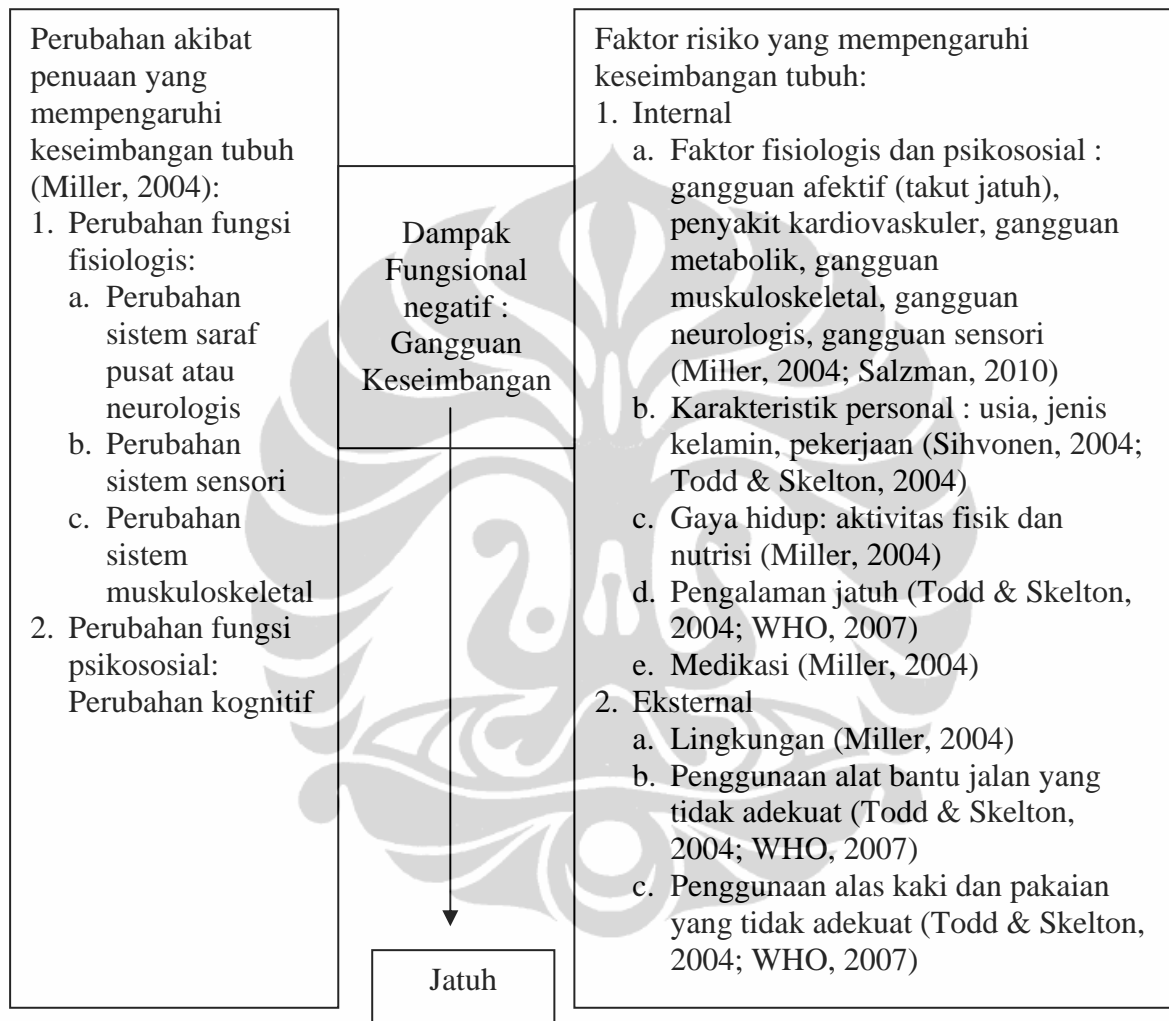 Perubahan akibat
penuaan yang
mempengaruhi
keseimbangan tubuh
(Miller, 2004):
1. Perubahan fungsi
fisiologis:
a. Perubahan
sistem saraf
pusat atau
neurologis
b. Perubahan
sistem sensori
c. Perubahan
sistem
muskuloskeletal
2. Perubahan fungsi
psikososial:
Perubahan kognitif
Dampak
Fungsional
negatif :
Gangguan
Keseimbangan
Jatuh
Faktor risiko yang mempengaruhi
keseimbangan tubuh:
1. Internal
a. Faktor fisiologis dan psikososial :
gangguan afektif (takut jatuh),
penyakit kardiovaskuler, gangguan
metabolik, gangguan
muskuloskeletal, gangguan
neurologis, gangguan sensori
(Miller, 2004; Salzman, 2010)
b. Karakteristik personal : usia, jenis
kelamin, pekerjaan (Sihvonen, 2004;
Todd & Skelton, 2004)
c. Gaya hidup: aktivitas fisik dan
nutrisi (Miller, 2004)
d. Pengalaman jatuh (Todd & Skelton,
2004; WHO, 2007)
e. Medikasi (Miller, 2004)
2. Eksternal
a. Lingkungan (Miller, 2004)
b. Penggunaan alat bantu jalan yang
tidak adekuat (Todd & Skelton,
2004; WHO, 2007)
c. Penggunaan alas kaki dan pakaian
yang tidak adekuat (Todd & Skelton,
2004; WHO, 2007)